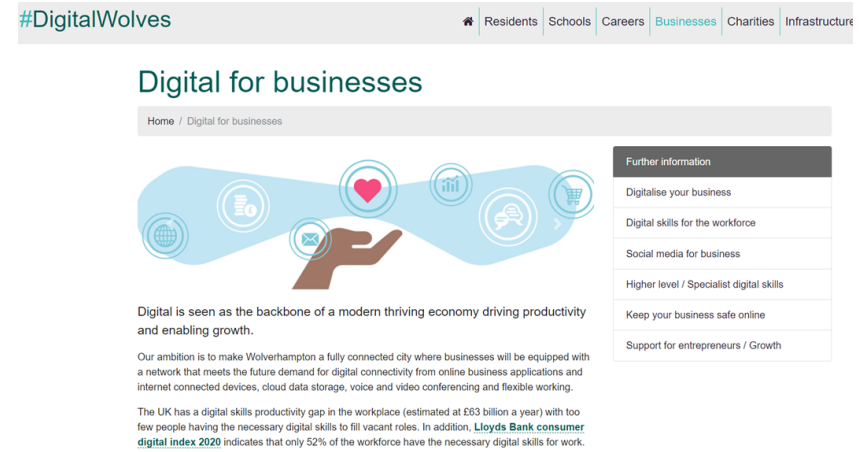 #DigitalWolves
Residents Schools Careers Businesses Charities Infrastructure
Digital for businesses
Home / Digital for businesses
Further information
Digitalise your business
Digital skills for the workforce
Social media for business
Higher level / Specialist digital skills
Keep your business safe online
Support for entrepreneurs / Growth
Digital is seen as the backbone of a modern thriving economy driving productivity
and enabling growth.
Our ambition is to make Wolverhampton a fully connected city where businesses will be equipped with
a network that meets the future demand for digital connectivity from online business applications and
internet connected devices, cloud data storage, voice and video conferencing and flexible working.
The UK has a digital skills productivity gap in the workplace (estimated at £63 billion a year) with too
few people having the necessary digital skills to fill vacant roles. In addition, Lloyds Bank consumer
digital index 2020 indicates that only 52% of the workforce have the necessary digital skills for work.